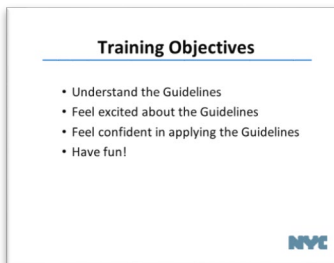 Training Objectives
• Understand the Guidelines
• Feel excited about the Guidelines
• Feel confident in applying the Guidelines
• Have fun!
NYC